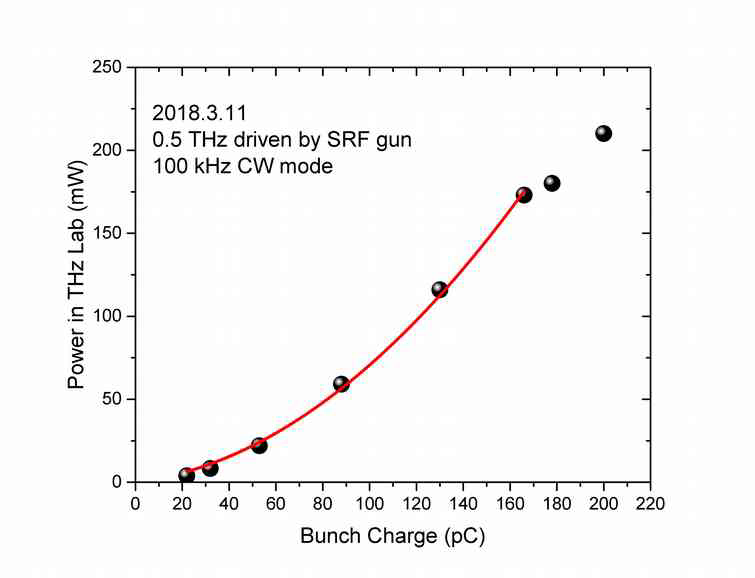 2018.3.11
0.5 THz driven by SRF gun
100 kHz CW mode
Power in THz Lab (mW)
250
200
150
100
50
0
0 20 40 60 80 100 120 140 160 180 200 220
Bunch Charge (pC)